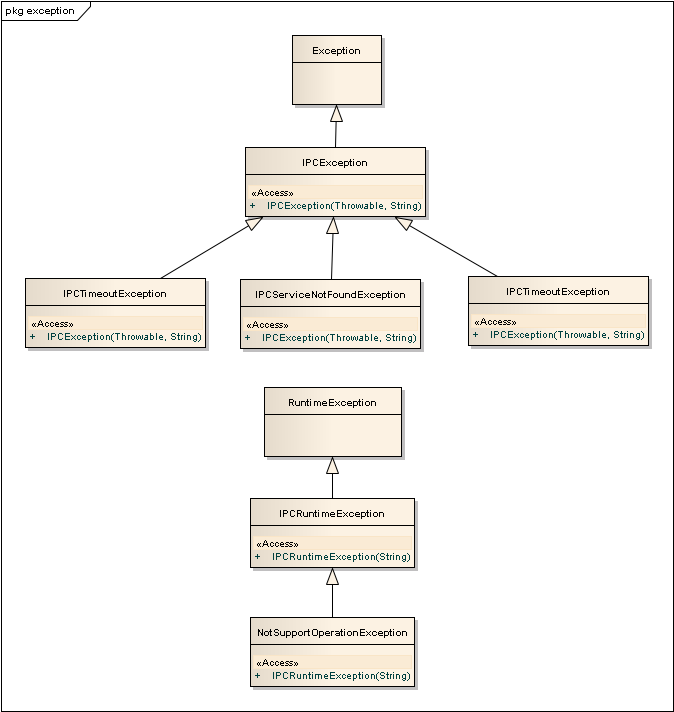 pkg exception
Exception
IPCException
«Access»
+ IPCException(Throwable, String)
IPCTimeoutException
«Access»
+ IPCException(Throwable, String)
IPCServiceNotFoundException
«Access»
+ IPCException(Throwable, String)
IPCTimeoutException
«Access»
+ IPCException(Throwable, String)
RuntimeException
IPCRuntimeException
«Access»
+ IPCRuntimeException(String)
NotSupportOperationException
«Access»
+ IPCRuntimeException(String)